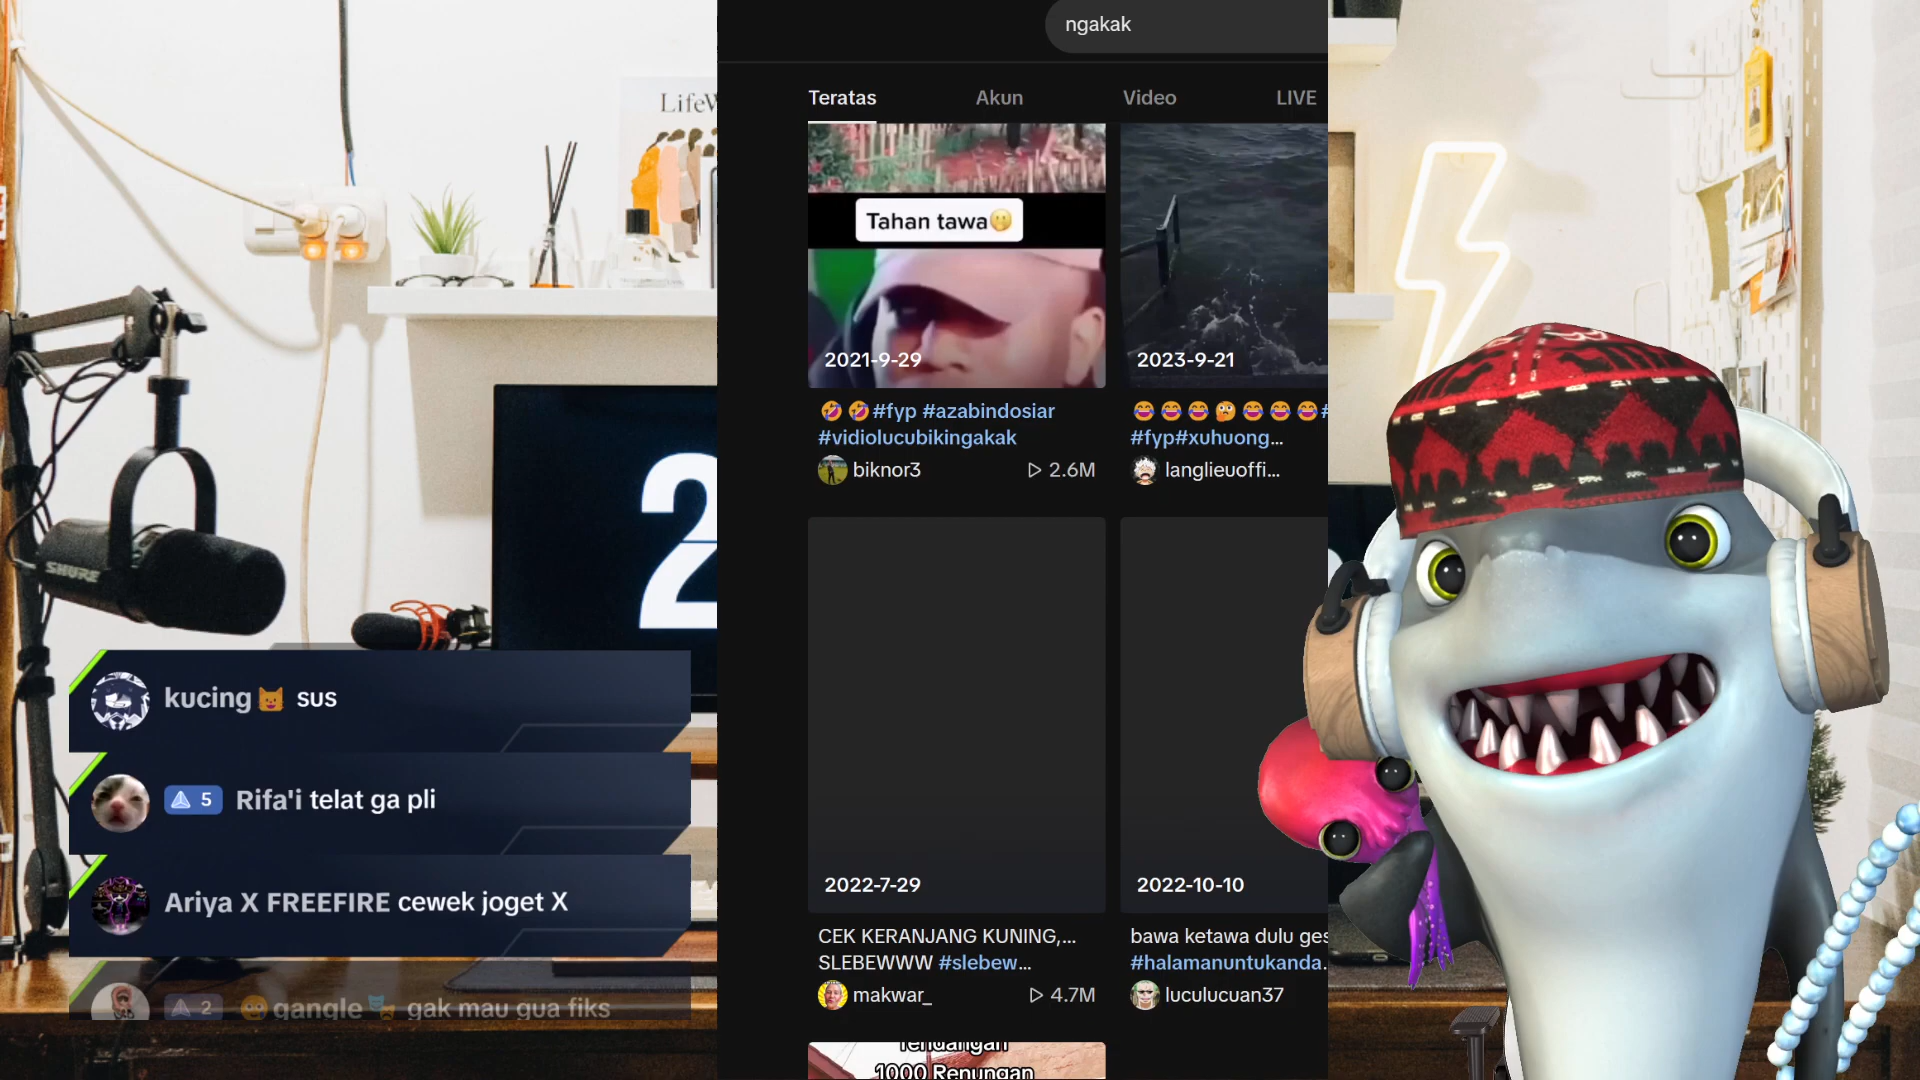 LifeW
SHURE
2
kucing😺 sus
5 Rifa'i telat ga pli
Ariya X FREEFIRE cewek joget X
2 😳 gangle 🎭 gak mau gua fiks
ngakak
Teratas
Akun
Video
LIVE
Tahan tawa🤭
2021-9-29
🤣🤣#fyp #azabindosiar
#vidiolucubikingakak
biknor3
2.6M
2023-9-21
😂😂😂🤔😂😂😂#
#fyp#xuhuong...
langlieuoffi...
2022-7-29
CEK KERANJANG KUNING,...
SLEBEWWW #slebew...
makwar_
4.7M
2022-10-10
bawa ketawa dulu ges
#halamanuntukanda.
luculucuan37
Tendangan
1000 Renungan